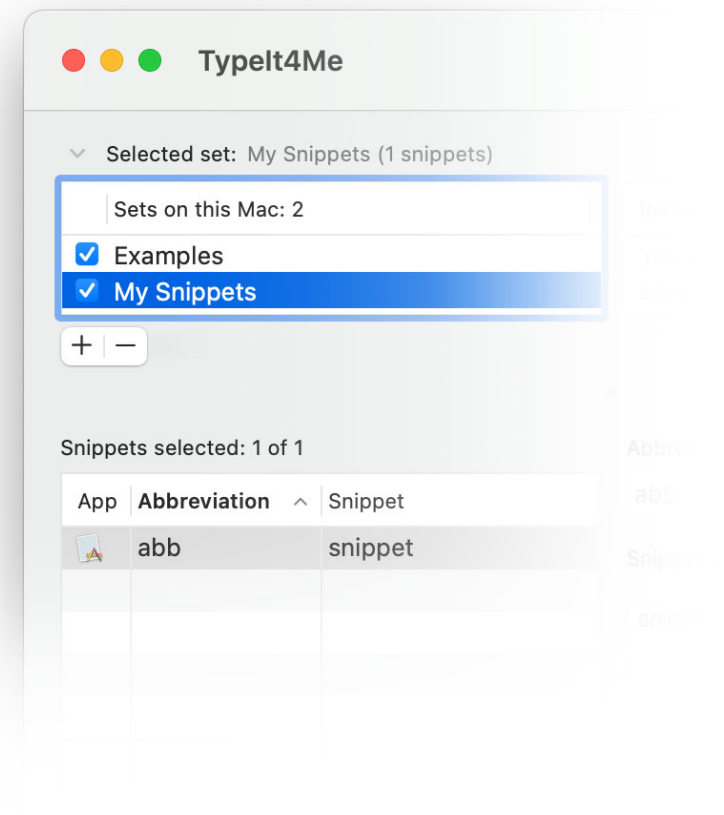 TypeIt4Me
Selected set: My Snippets (1 snippets)
Sets on this Mac: 2
Examples
My Snippets
Snippets selected: 1 of 1
App Abbreviation Snippet
abb snippet
abb